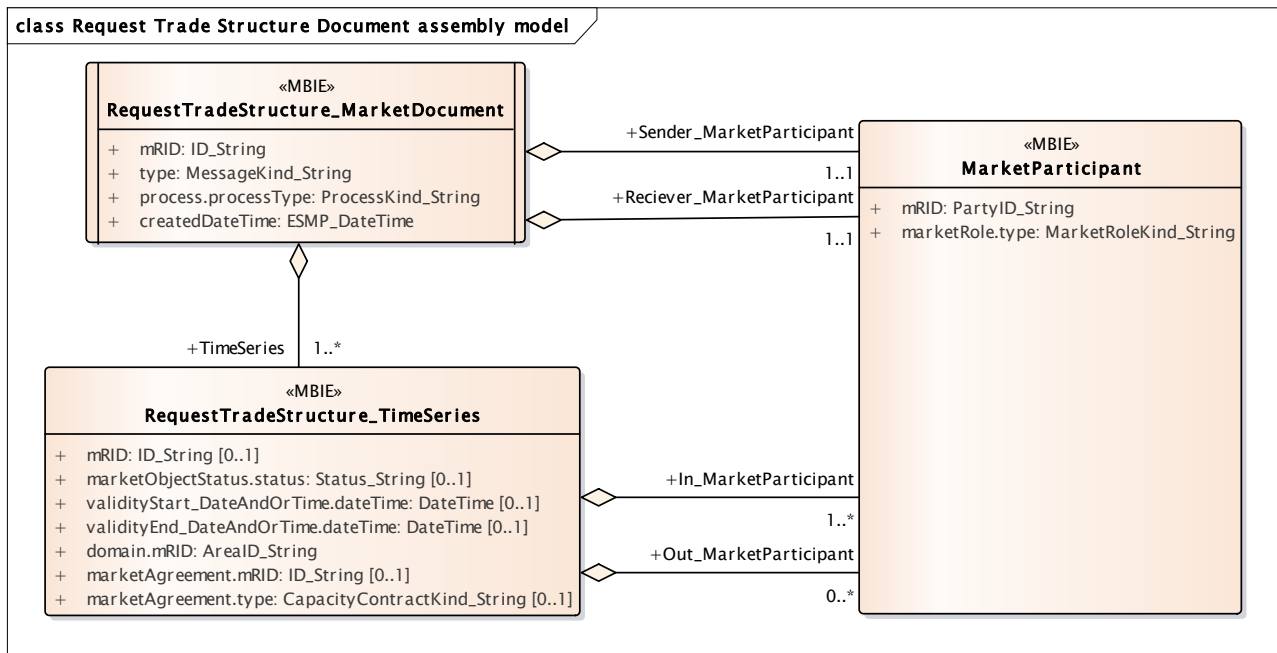 class Request Trade Structure Document assembly model
«MBIE»
RequestTradeStructure_MarketDocument
+ mRID: ID_String
+ type: MessageKind_String
+ process.processType: ProcessKind_String
+ createdDateTime: ESMP_DateTime
+Sender_MarketParticipant
1..1
+Reciever_MarketParticipant
1..1
«MBIE»
MarketParticipant
+ mRID: PartyID_String
+ marketRole.type: MarketRoleKind_String
+TimeSeries 1..*
«MBIE»
RequestTradeStructure_TimeSeries
+ mRID: ID_String [0..1]
+ marketObjectStatus.status: Status_String [0..1]
+ validityStart_DateAndOrTime.dateTime: DateTime [0..1]
+ validityEnd_DateAndOrTime.dateTime: DateTime [0..1]
+ domain.mRID: AreaID_String
+ marketAgreement.mRID: ID_String [0..1]
+ marketAgreement.type: CapacityContractKind_String [0..1]
+In_MarketParticipant
1..*
+Out_MarketParticipant
0..*